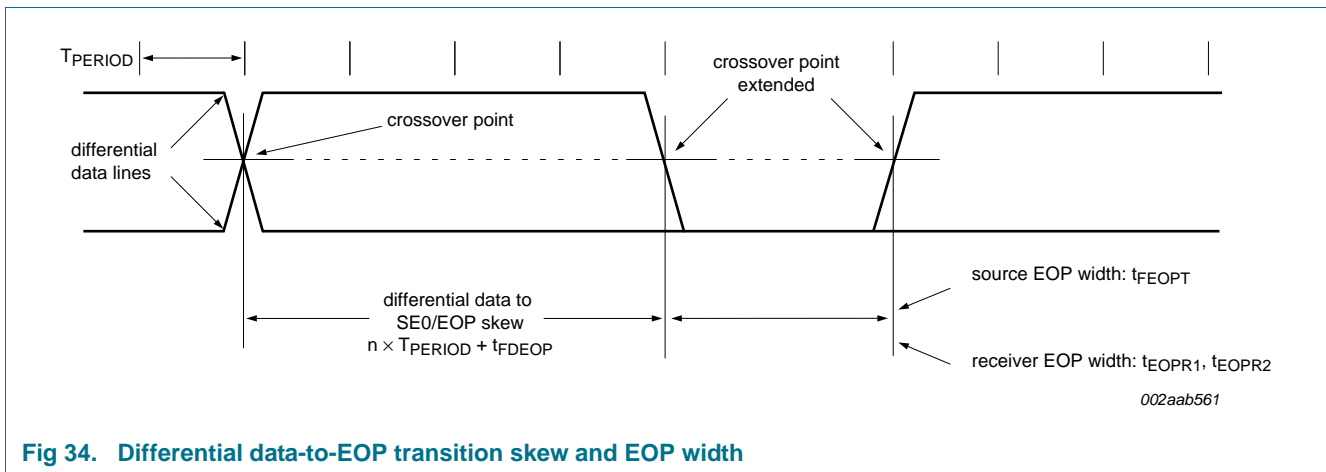 TPERIOD
crossover point
extended
crossover point
differential
data lines
differential data to
SE0/EOP skew
n × TPERIOD + tFDEOP
source EOP width: tFEOPT
receiver EOP width: tEOPR1, tEOPR2
002aab561
Fig 34. Differential data-to-EOP transition skew and EOP width